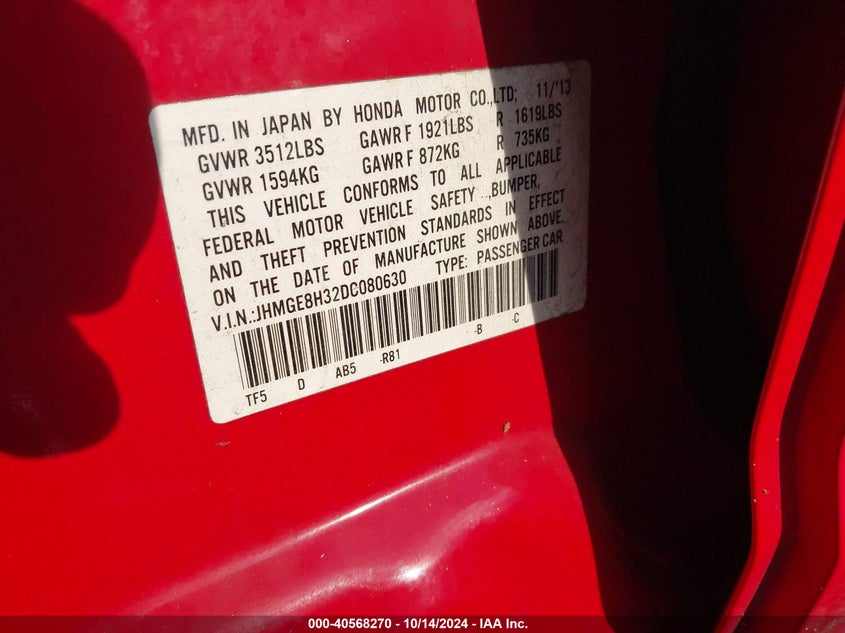 MFD. IN JAPAN BY HONDA MOTOR CO.,LTD; 11/'13
GVWR 3512LBS GAWR F 1921LBS R 1619LBS
GVWR 1594KG GAWR F 872KG R 735KG
THIS VEHICLE CONFORMS TO ALL APPLICABLE
FEDERAL MOTOR VEHICLE SAFETY ,BUMPER,
AND THEFT PREVENTION STANDARDS IN EFFECT
ON THE DATE OF MANUFACTURE SHOWN ABOVE.
V.I.N.:JHMGE8H32DC080630 TYPE: PASSENGER CAR
TF5 D AB5 -R81 -B -C
000-40568270 - 10/14/2024 - IAA Inc.